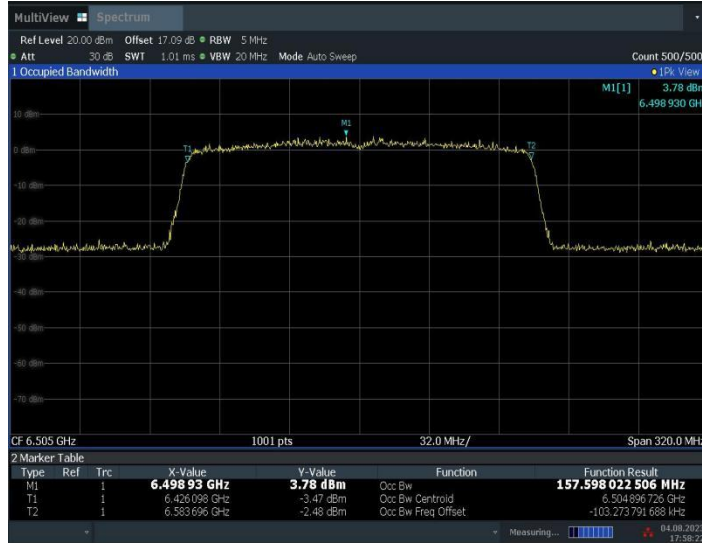 MultiView Spectrum
Ref Level 20.00 dBm Offset 17.09 dB RBW 5 MHz
Att 30 dB SWT 1.01 ms VBW 20 MHz Mode Auto Sweep Count 500/500
1 Occupied Bandwidth 1Pk View
M1[1] 3.78 dBm
6.498 930 GH
10 dBm
M1
0 dBm
T1
T2
-10 dBm
-20 dBm
-30 dBm
-40 dBm
-50 dBm
-60 dBm
-70 dBm
CF 6.505 GHz 1001 pts 32.0 MHz/ Span 320.0 MHz
2 Marker Table
Type Ref Trc X-Value Y-Value Function Function Result
M1 1 6.498 93 GHz 3.78 dBm Occ Bw 157.598 022 506 MHz
T1 1 6.426 098 GHz -3.47 dBm Occ Bw Centroid 6.504 896 726 GHz
T2 1 6.583 696 GHz -2.48 dBm Occ Bw Freq Offset -103.273 791 688 kHz
Measuring... 04.08.2023
17:58:22